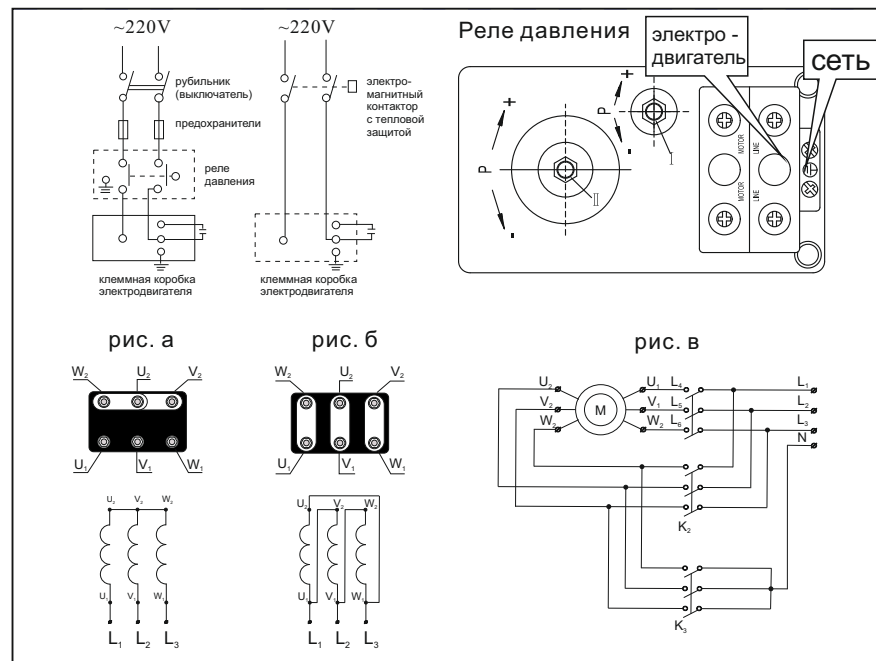 ~220V
~220V
рубильник
(выключатель)
предохранители
реле
давления
клеммная коробка
электродвигателя
электро-
магнитный
контактор
с тепловой
защитой
клеммная коробка
электродвигателя
Реле давления
электро -
двигатель
сеть
+
P
-
+
P
-
I
II
MOTOR
LINE
MOTOR
LINE
рис. а
W₂
U₂
V₂
U₁
V₁
W₁
U₂ V₂ W₂
U₁ V₁ W₁
L₁ L₂ L₃
рис. б
W₂
U₂
V₂
U₁
V₁
W₁
U₂ V₂ W₂
U₁ V₁ W₁
L₁ L₂ L₃
рис. в
U₂ U₁ L₄ L₁
V₂ M V₁ L₅ L₂
W₂ W₂ L₆ L₃
N
K₂
K₃